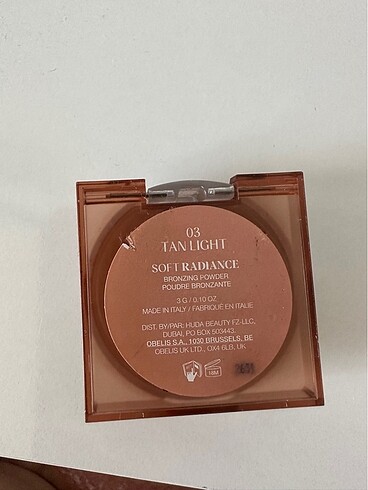 03
TAN LIGHT
SOFT RADIANCE
BRONZING POWDER
POUDRE BRONZANTE
3 G / 0.10 OZ
MADE IN ITALY / FABRIQUÉ EN ITALIE
DIST. BY/PAR: HUDA BEAUTY FZ-LLC,
DUBAI, PO BOX 503443.
OBELIS S.A., 1030 BRUSSELS, BE
OBELIS UK LTD., OX4 6LB, UK
18M